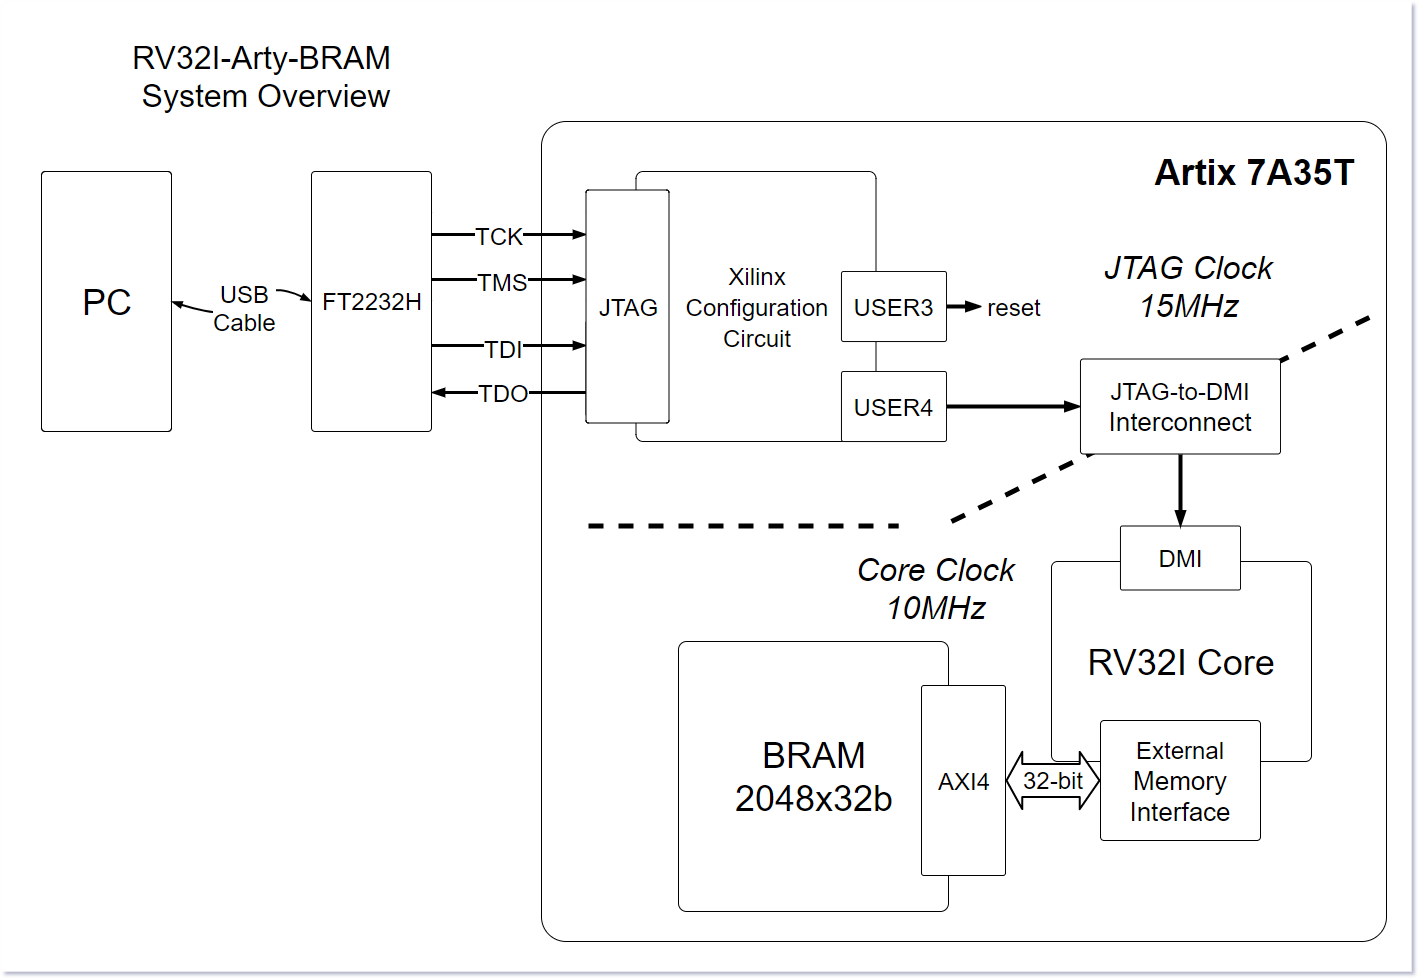 RV32I-Arty-BRAM
System Overview
Artix 7A35T
PC
USB
Cable
FT2232H
TCK
TMS
TDI
TDO
JTAG
Xilinx
Configuration
Circuit
USER3
reset
USER4
JTAG Clock
15MHz
JTAG-to-DMI
Interconnect
Core Clock
10MHz
DMI
RV32I Core
BRAM
2048x32b
AXI4
32-bit
External
Memory
Interface